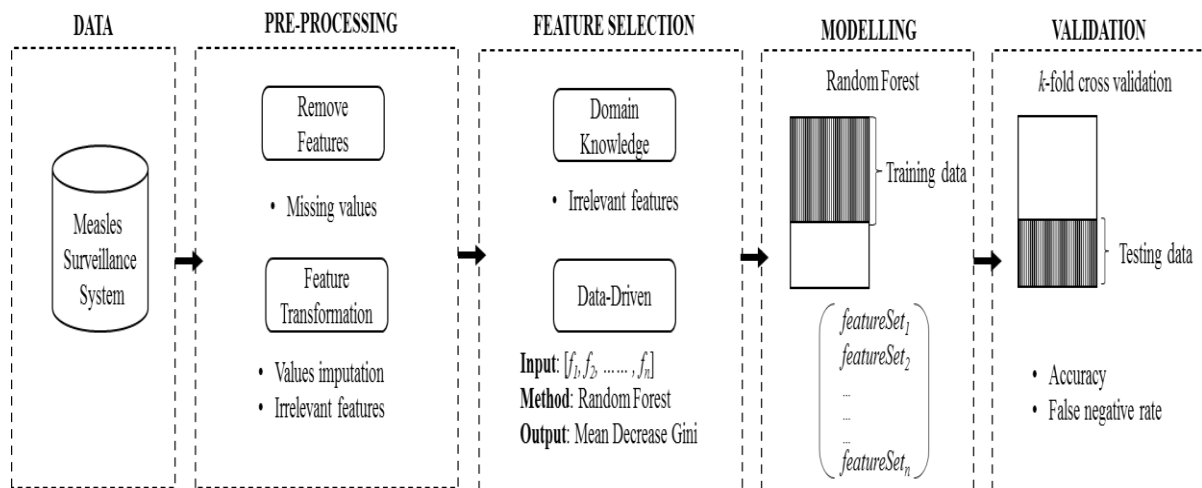 DATA
Measles
Surveillance
System
PRE-PROCESSING
Remove
Features
• Missing values
Feature
Transformation
• Values imputation
• Irrelevant features
FEATURE SELECTION
Domain
Knowledge
• Irrelevant features
Data-Driven
Input: [f1, f2, ......, fn]
Method: Random Forest
Output: Mean Decrease Gini
MODELLING
Random Forest
Training data
featureSet1
featureSet2
...
...
...
featureSetn
VALIDATION
k-fold cross validation
Testing data
• Accuracy
• False negative rate